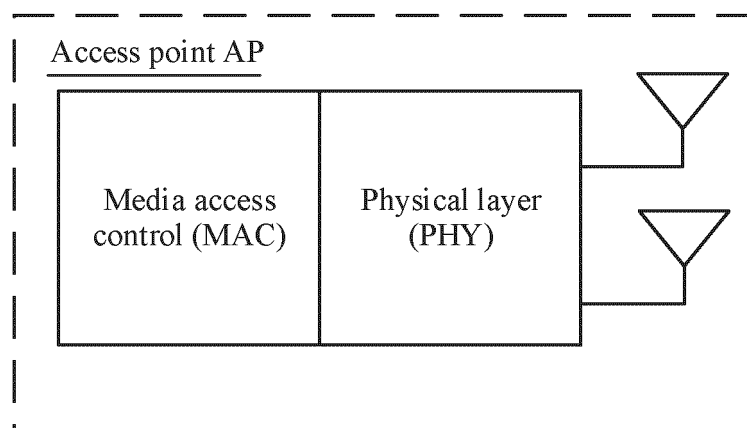 Access point AP
Media access
control (MAC)
Physical layer
(PHY)